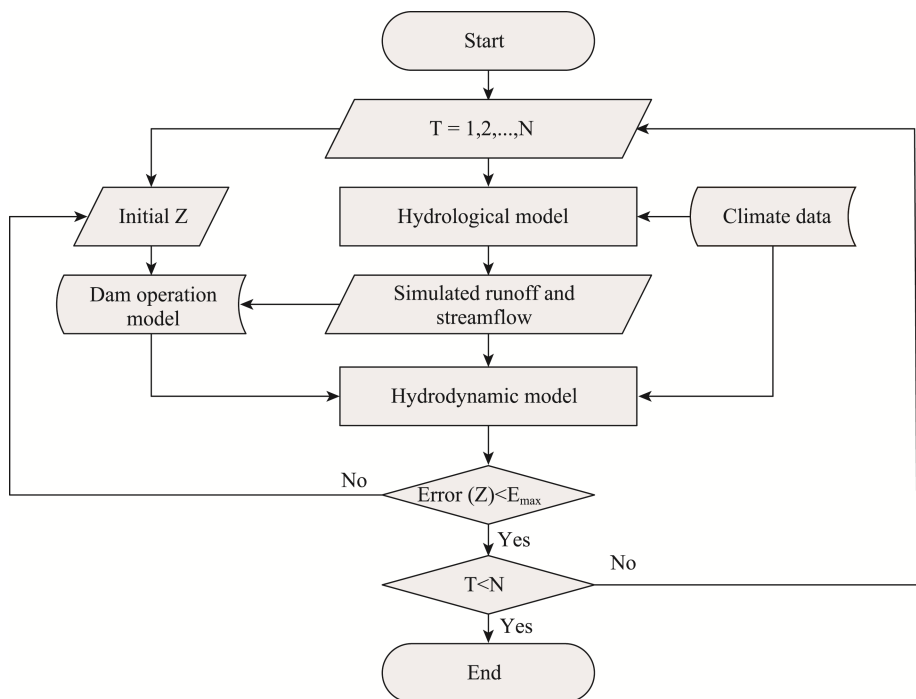 Start
T = 1,2,...,N
Initial Z
Hydrological model
Climate data
Dam operation
model
Simulated runoff and
streamflow
Hydrodynamic model
No
Error (Z)<Emax
Yes
No
T<N
Yes
End